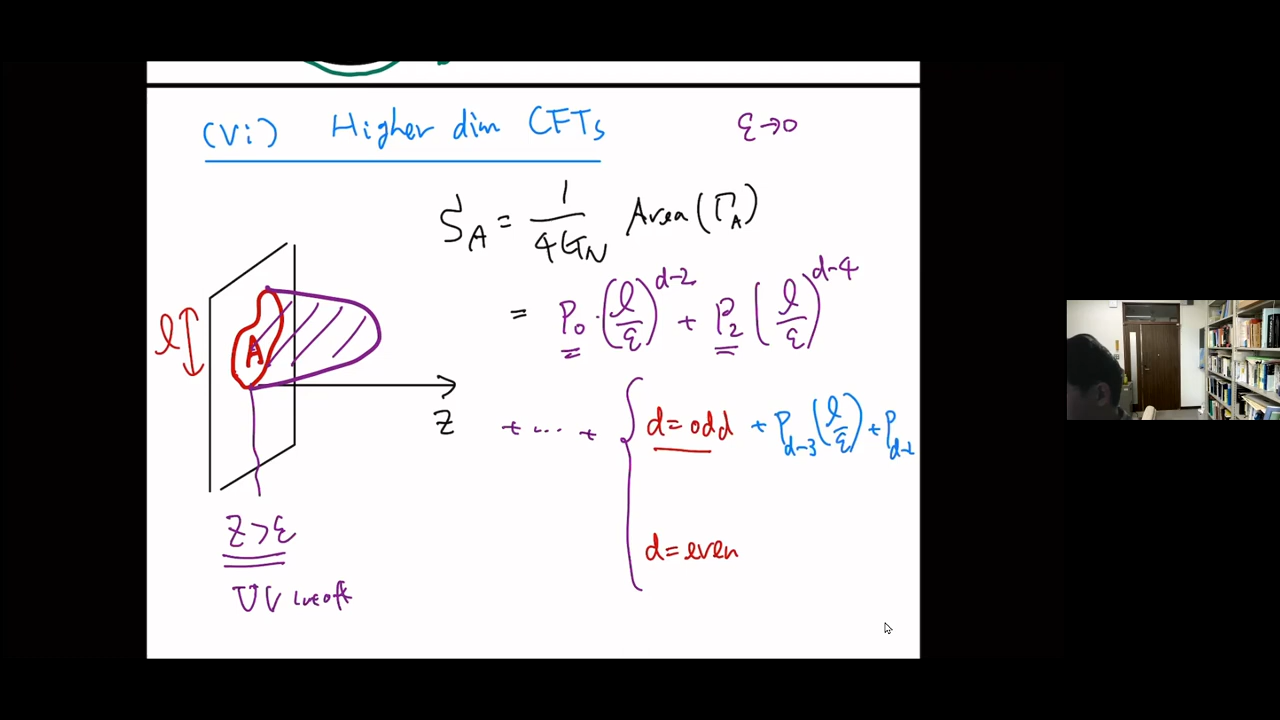 (Vi) Higher dim CFTs ε→0
S_A = 1/4G_N Area(Γ_A)
= P_0·(l/ε)^{d-2} + P_2(l/ε)^{d-4}
+ ... + { d=odd + P_{d-3}(l/ε) + P_{d-2}
d=even
l
A
Z
Z>ε
UV cutoff